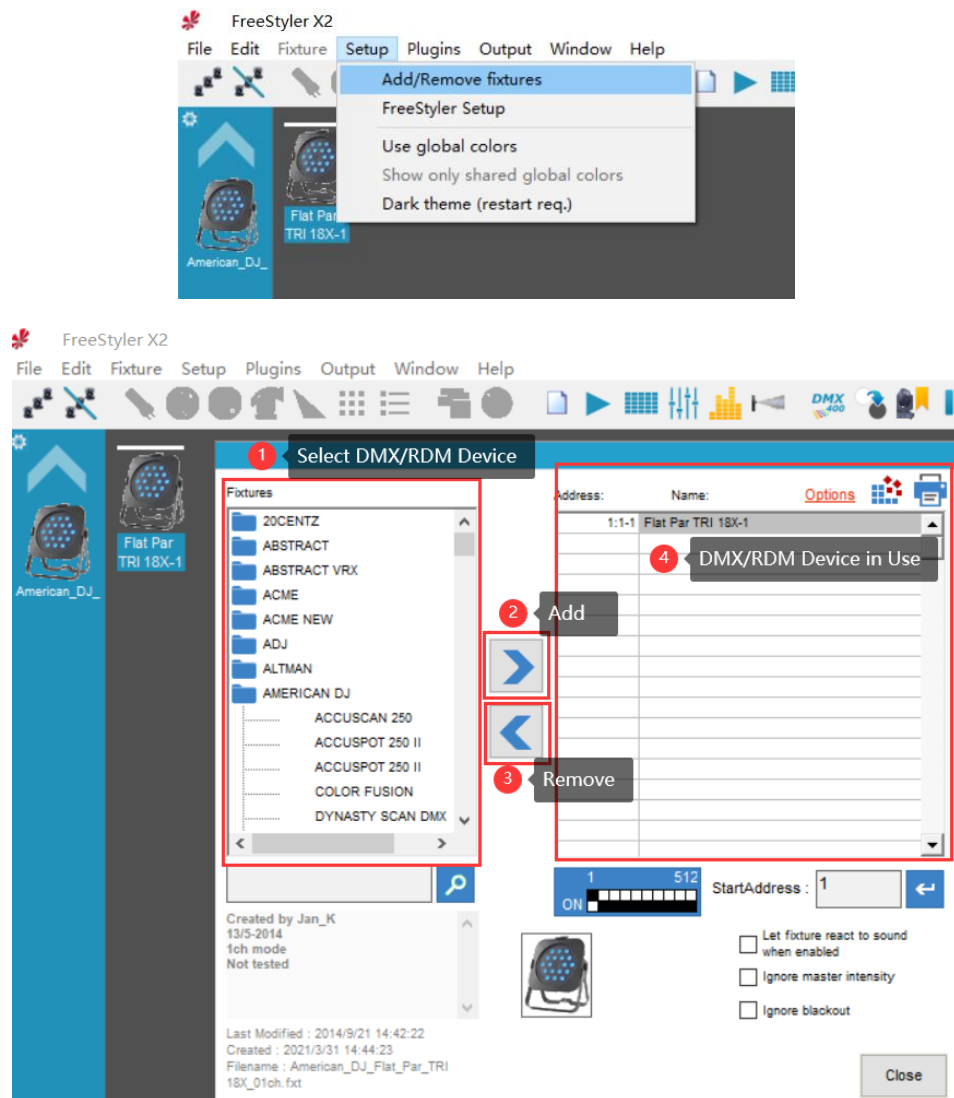 FreeStyler X2
File Edit Fixture Setup Plugins Output Window Help
Add/Remove fixtures
FreeStyler Setup
Use global colors
Show only shared global colors
Dark theme (restart req.)
Flat Par
TRI 18X-1
American_DJ_
FreeStyler X2
File Edit Fixture Setup Plugins Output Window Help
DMX
400
1 Select DMX/RDM Device
Fixtures
20CENTZ
ABSTRACT
ABSTRACT VRX
ACME
ACME NEW
ADJ
ALTMAN
AMERICAN DJ
ACCUSCAN 250
ACCUSPOT 250 II
ACCUSPOT 250 II
COLOR FUSION
DYNASTY SCAN DMX
Flat Par
TRI 18X-1
American_DJ_
2 Add
3 Remove
Address: Name: Options
1:1-1 Flat Par TRI 18X-1
4 DMX/RDM Device in Use
Created by Jan_K
13/5-2014
1ch mode
Not tested
Last Modified : 2014/9/21 14:42:22
Created : 2021/3/31 14:44:23
Filename : American_DJ_Flat_Par_TRI
18X_01ch.fxt
1 512
ON
StartAddress : 1
Let fixture react to sound
when enabled
Ignore master intensity
Ignore blackout
Close